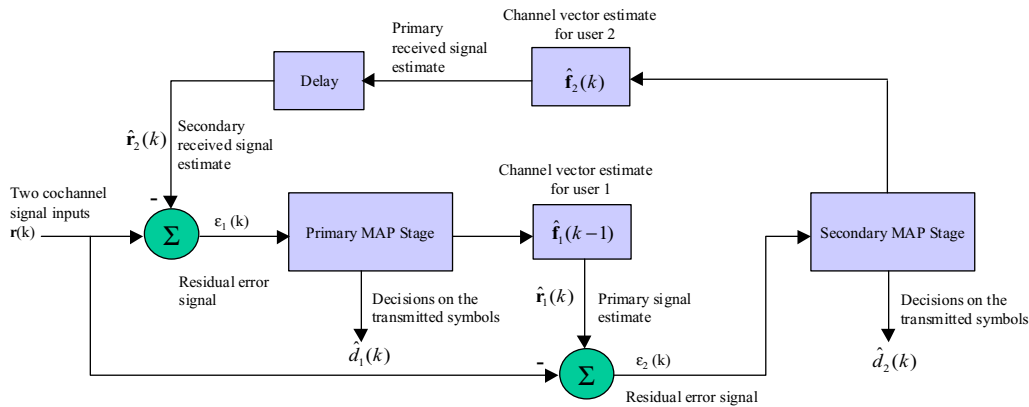 Channel vector estimate
for user 2
Primary
received signal
estimate
Delay
f̂₂(k)
r̂₂(k)
Secondary
received signal
estimate
Channel vector estimate
for user 1
Two cochannel
signal inputs
r(k)
-
Σ
ε₁(k)
Primary MAP Stage
f̂₁(k−1)
Secondary MAP Stage
Residual error
signal
r̂₁(k)
Primary signal
estimate
Decisions on the
transmitted symbols
Decisions on the
transmitted symbols
d̂₁(k)
-
Σ
ε₂(k)
d̂₂(k)
Residual error signal